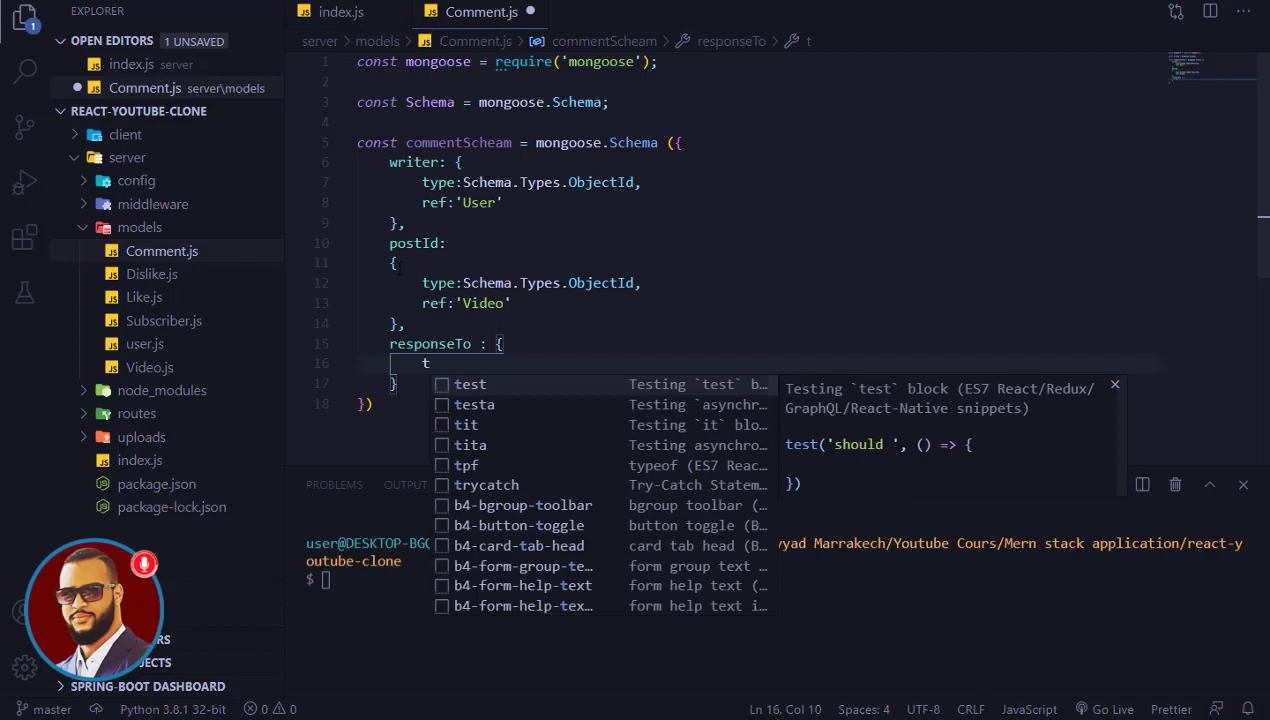 EXPLORER
OPEN EDITORS 1 UNSAVED
index.js server
Comment.js server\models
REACT-YOUTUBE-CLONE
client
server
config
middleware
models
Comment.js
Dislike.js
Like.js
Subscriber.js
user.js
Video.js
node_modules
routes
uploads
index.js
package.json
package-lock.json
SPRING-BOOT DASHBOARD
index.js
Comment.js
server > models > Comment.js > commentScheam > responseTo > t
1 const mongoose = require('mongoose');
2
3 const Schema = mongoose.Schema;
4
5 const commentScheam = mongoose.Schema ({
6 writer: {
7 type:Schema.Types.ObjectId,
8 ref:'User'
9 },
10 postId:
11 {
12 type:Schema.Types.ObjectId,
13 ref:'Video'
14 },
15 responseTo : {
16 t
17 }
18 })
test Testing `test` b…
testa Testing `asynchr…
tit Testing `it` blo…
tita Testing asynchro…
tpf typeof (ES7 Reac…
trycatch Try-Catch Statem…
b4-bgroup-toolbar bgroup toolbar (…
b4-button-toggle button toggle (B…
b4-card-tab-head card tab head (B…
b4-form-group-te… form group text …
b4-form-help-text form help text (…
b4-form-help-tex… form help text i…
Testing `test` block (ES7 React/Redux/
GraphQL/React-Native snippets)
test('should ', () => {
})
PROBLEMS OUTPUT
user@DESKTOP-BGC yyad Marrakech/Youtube Cours/Mern stack application/react-y
outube-clone
$
master Python 3.8.1 32-bit 0 0 Ln 16, Col 10 Spaces: 4 UTF-8 CRLF JavaScript Go Live Prettier